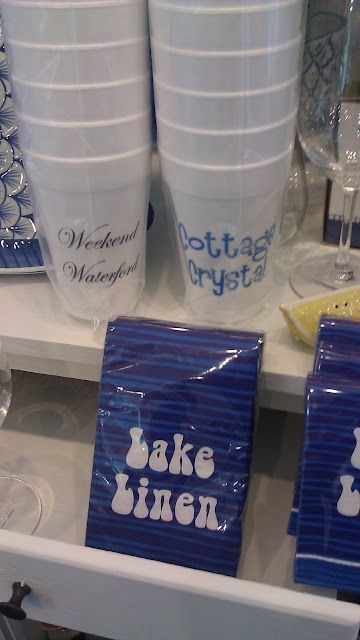 Weekend
Waterford
Cottage
Crystal
Lake
Linen
L